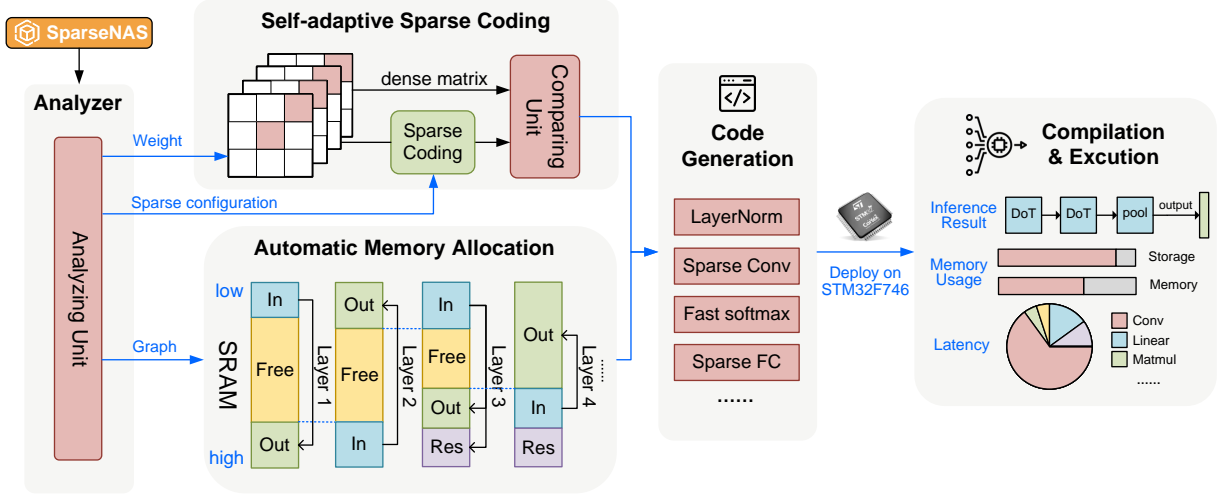 SparseNAS
Analyzer
Analyzing Unit
Weight
Sparse configuration
Graph
Self-adaptive Sparse Coding
dense matrix
Sparse
Coding
Comparing
Unit
Automatic Memory Allocation
low
SRAM
high
In
Free
Out
Layer 1
Out
Free
In
Layer 2
In
Free
Out
Res
Layer 3
Out
In
Res
Layer 4
......
</>
Code
Generation
LayerNorm
Sparse Conv
Fast softmax
Sparse FC
......
STM32
Cortex
Deploy on
STM32F746
Compilation
& Excution
Inference
Result
DoT
DoT
pool
output
Memory
Usage
Storage
Memory
Latency
Conv
Linear
Matmul
......